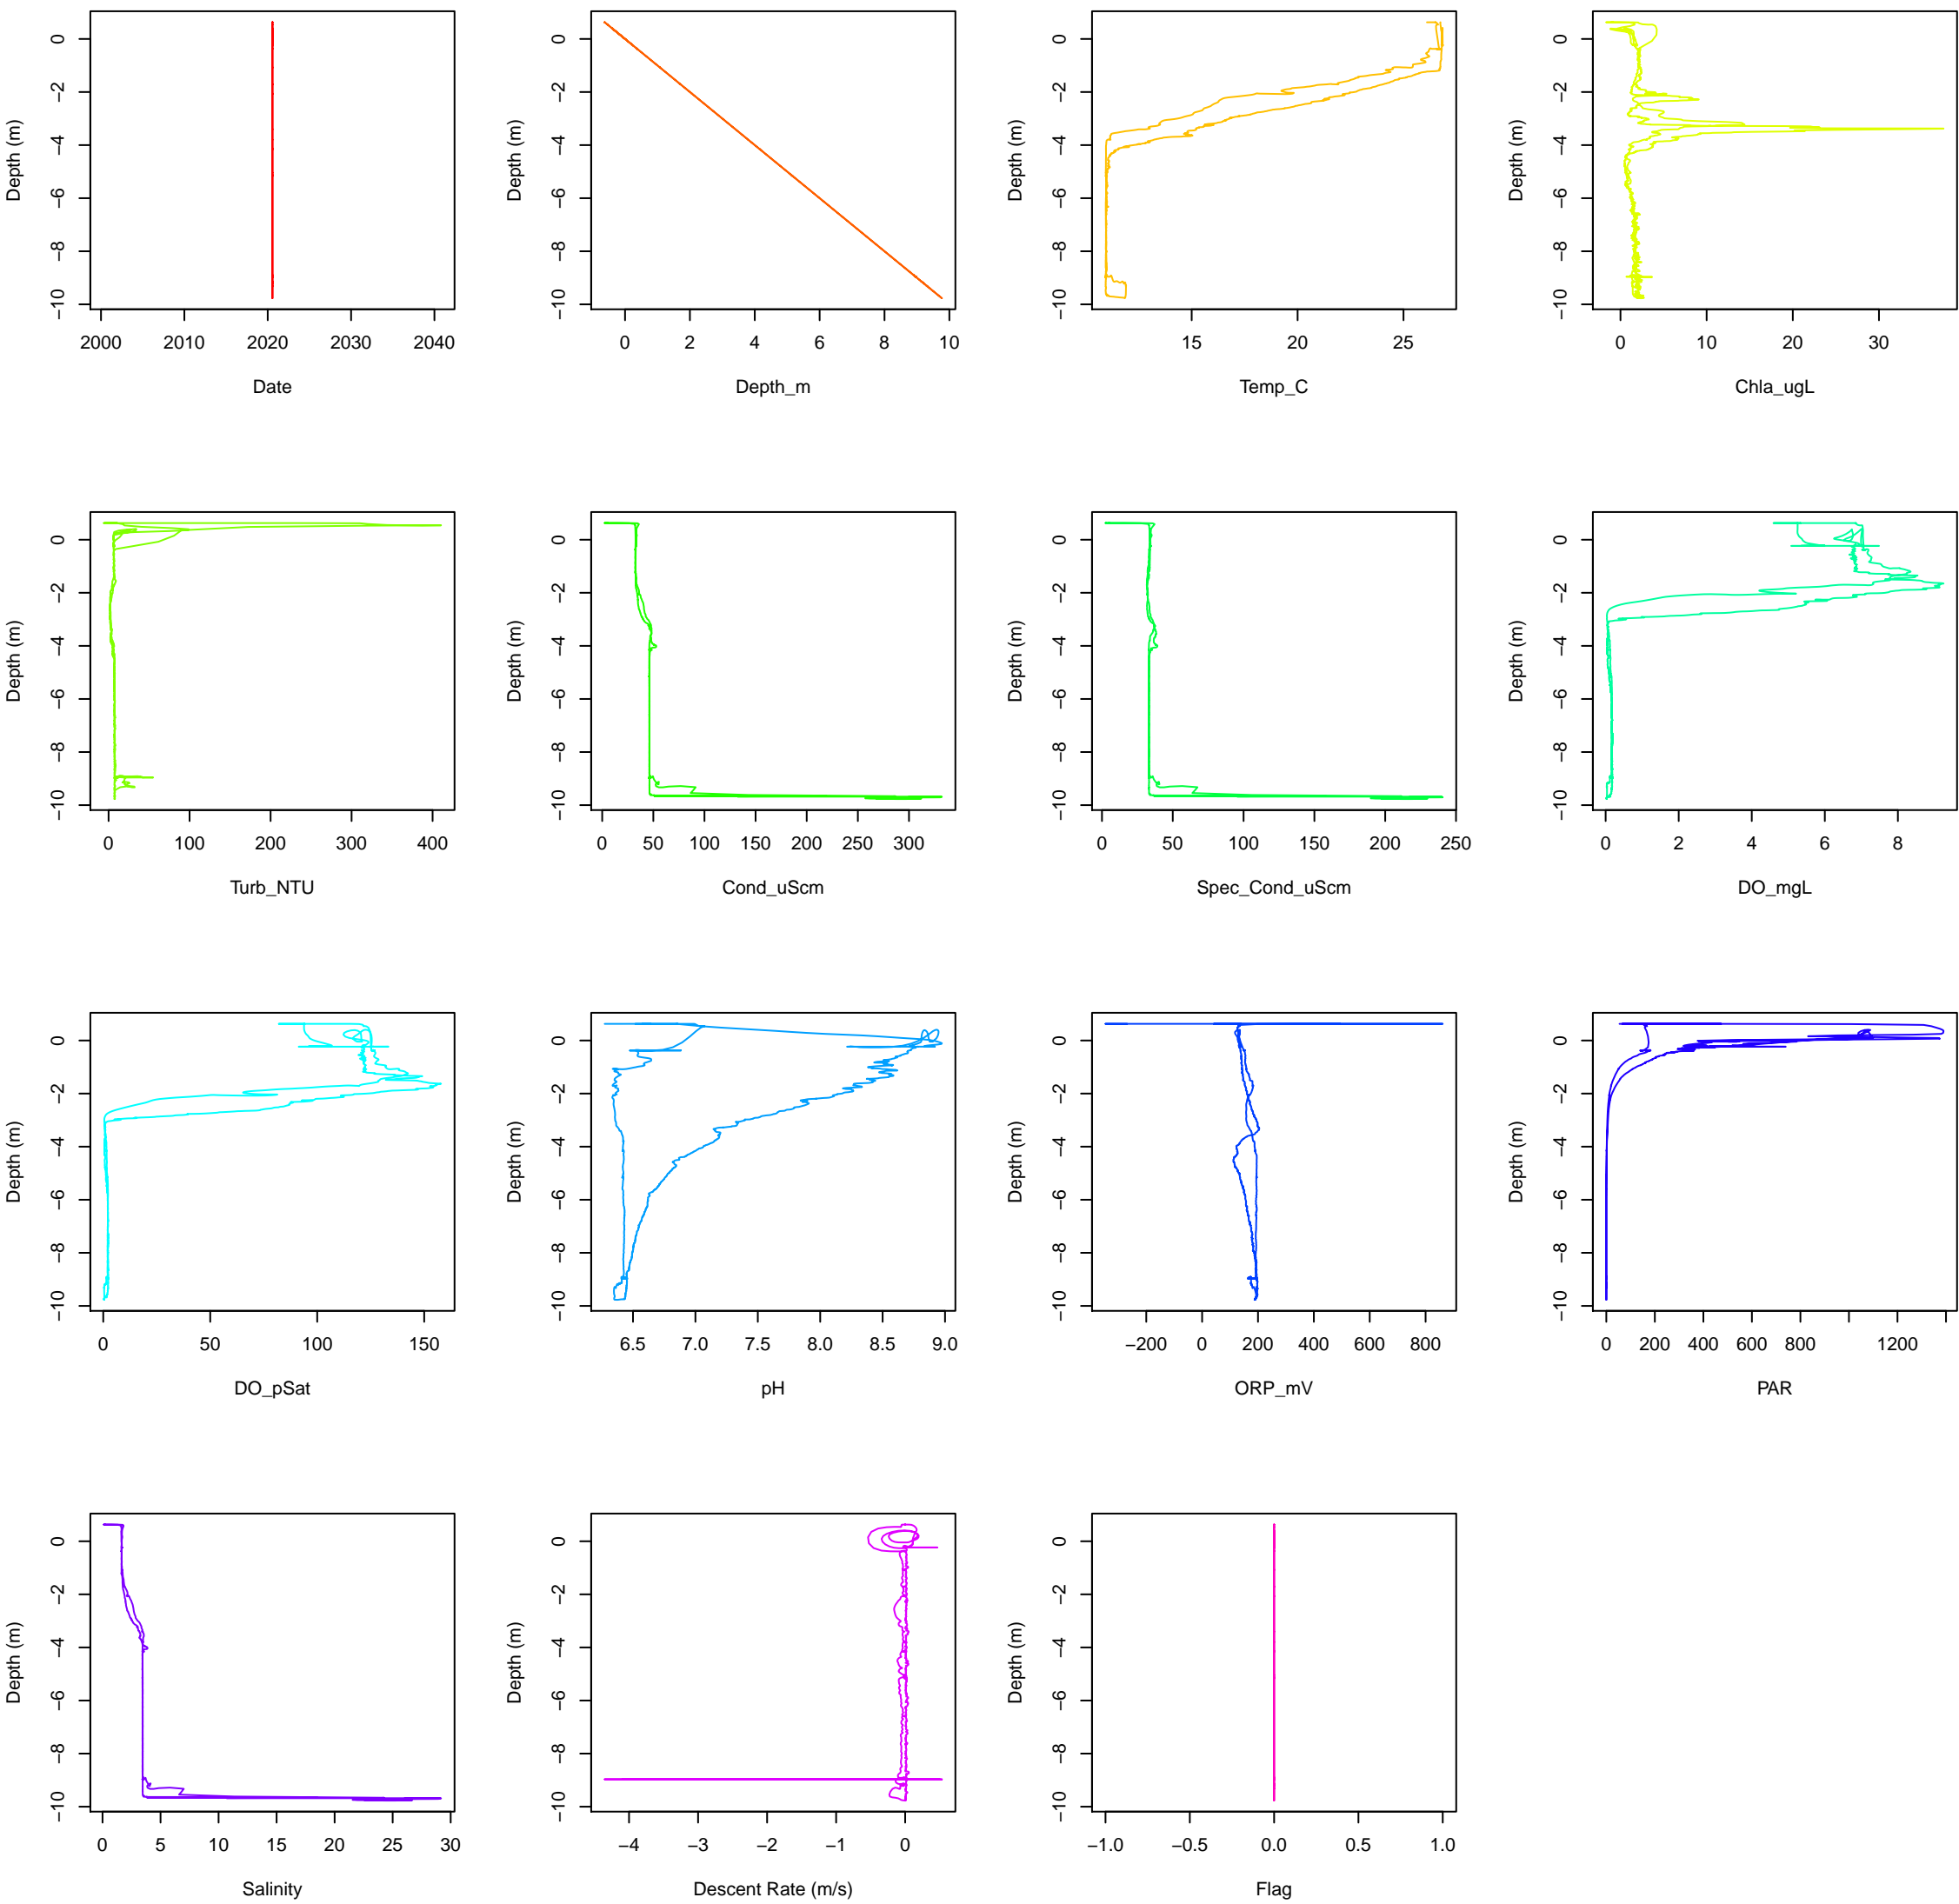 Depth (m)
−10 −8 −6 −4 −2 0
2000 2010 2020 2030 2040
Date
Depth (m)
−10 −8 −6 −4 −2 0
0 2 4 6 8 10
Depth_m
Depth (m)
−10 −8 −6 −4 −2 0
15 20 25
Temp_C
Depth (m)
−10 −8 −6 −4 −2 0
0 10 20 30
Chla_ugL
Depth (m)
−10 −8 −6 −4 −2 0
0 100 200 300 400
Turb_NTU
Depth (m)
−10 −8 −6 −4 −2 0
0 50 100 150 200 250 300
Cond_uScm
Depth (m)
−10 −8 −6 −4 −2 0
0 50 100 150 200 250
Spec_Cond_uScm
Depth (m)
−10 −8 −6 −4 −2 0
0 2 4 6 8
DO_mgL
Depth (m)
−10 −8 −6 −4 −2 0
0 50 100 150
DO_pSat
Depth (m)
−10 −8 −6 −4 −2 0
6.5 7.0 7.5 8.0 8.5 9.0
pH
Depth (m)
−10 −8 −6 −4 −2 0
−200 0 200 400 600 800
ORP_mV
Depth (m)
−10 −8 −6 −4 −2 0
0 200 400 600 800 1200
PAR
Depth (m)
−10 −8 −6 −4 −2 0
0 5 10 15 20 25 30
Salinity
Depth (m)
−10 −8 −6 −4 −2 0
−4 −3 −2 −1 0
Descent Rate (m/s)
Depth (m)
−10 −8 −6 −4 −2 0
−1.0 −0.5 0.0 0.5 1.0
Flag